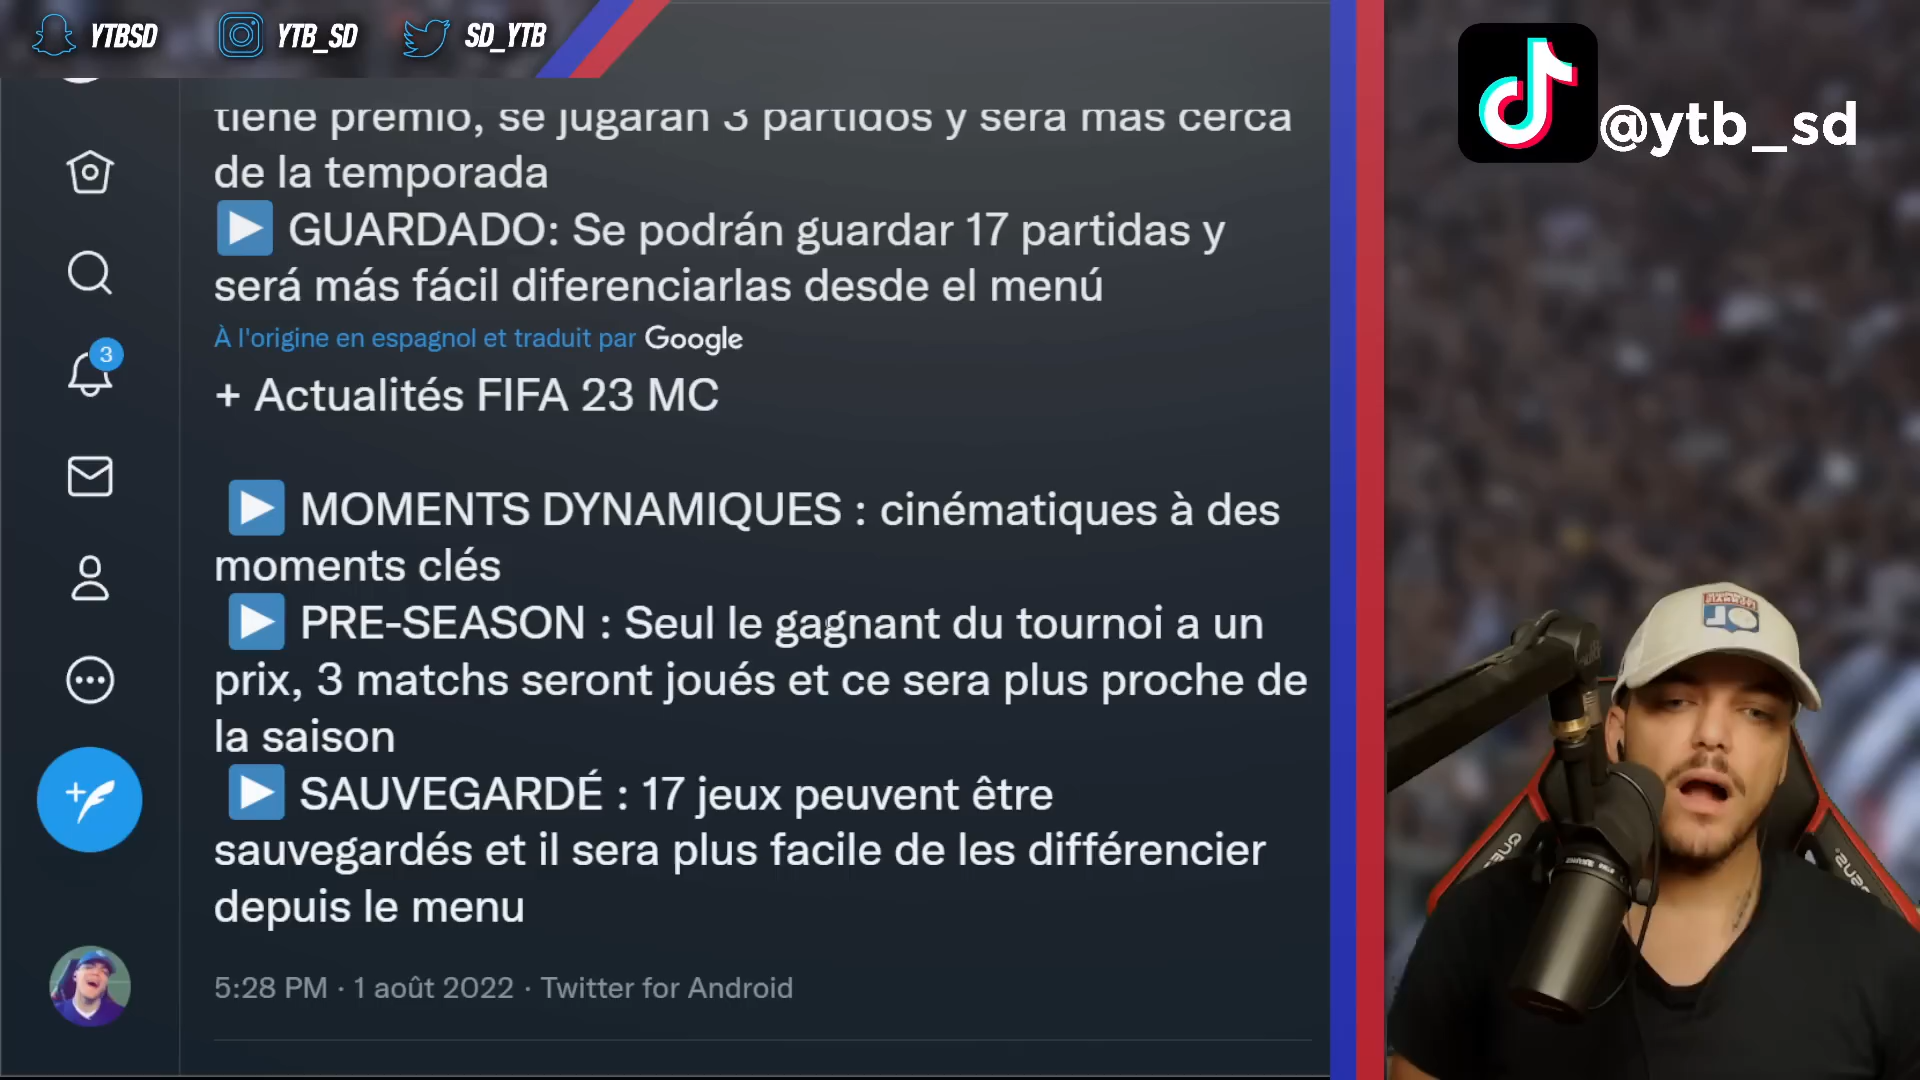 YTBSD YTB_SD SD_YTB
@ytb_sd
tiene premio, se jugarán 3 partidos y será más cerca
de la temporada
▶ GUARDADO: Se podrán guardar 17 partidas y
será más fácil diferenciarlas desde el menú
À l'origine en espagnol et traduit par Google
+ Actualités FIFA 23 MC
▶ MOMENTS DYNAMIQUES : cinématiques à des
moments clés
▶ PRE-SEASON : Seul le gagnant du tournoi a un
prix, 3 matchs seront joués et ce sera plus proche de
la saison
▶ SAUVEGARDÉ : 17 jeux peuvent être
sauvegardés et il sera plus facile de les différencier
depuis le menu
5:28 PM · 1 août 2022 · Twitter for Android
3